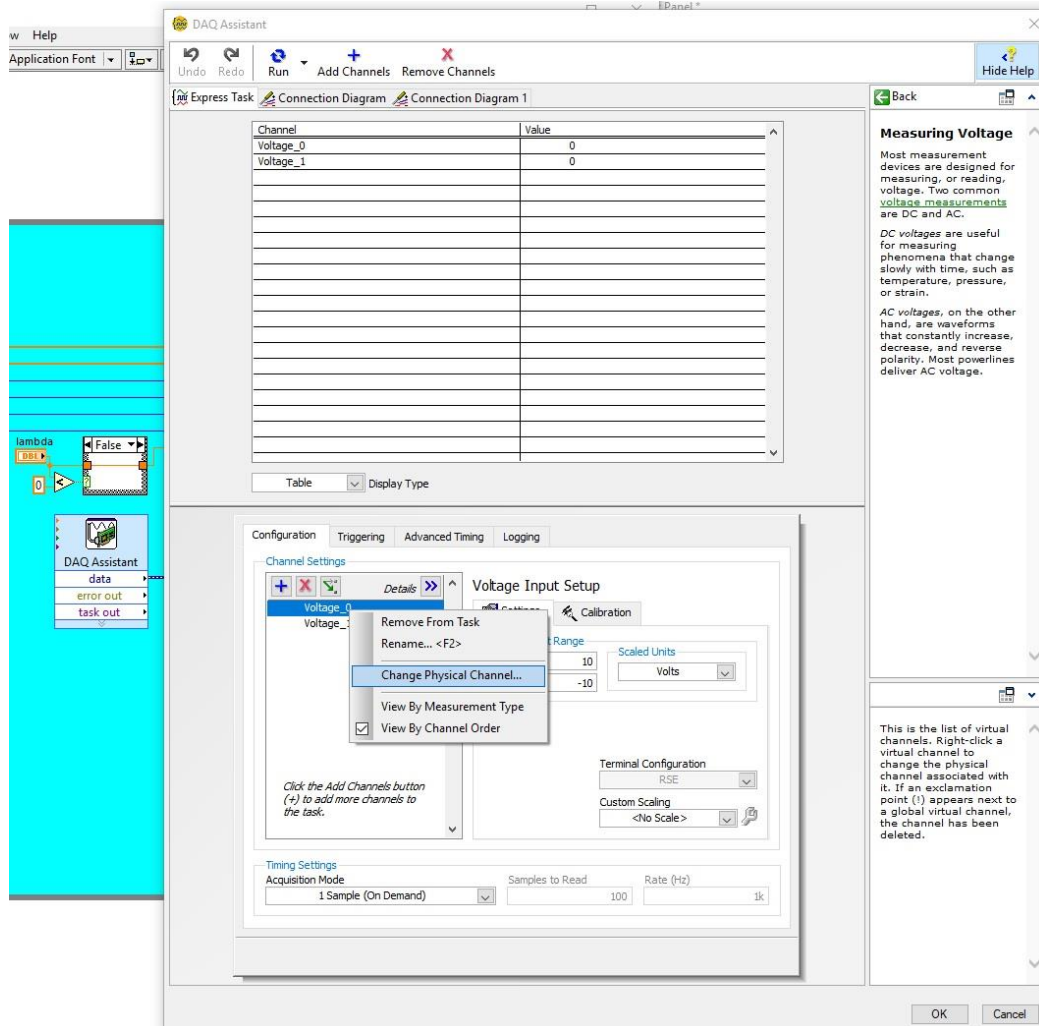 Panel *
DAQ Assistant
w Help
Application Font
Undo
Redo
Run
Add Channels
Remove Channels
Hide Help
Express Task
Connection Diagram
Connection Diagram 1
Channel Value
Voltage_0 0
Voltage_1 0
Table
Display Type
Back
Measuring Voltage
Most measurement
devices are designed for
measuring, or reading,
voltage. Two common
voltage measurements
are DC and AC.
DC voltages are useful
for measuring
phenomena that change
slowly with time, such as
temperature, pressure,
or strain.
AC voltages, on the other
hand, are waveforms
that constantly increase,
decrease, and reverse
polarity. Most powerlines
deliver AC voltage.
lambda
DBL
False
0
<
?
DAQ Assistant
data
error out
task out
Configuration
Triggering
Advanced Timing
Logging
Channel Settings
Details
Voltage_0
Voltage_1
Remove From Task
Rename... <F2>
Change Physical Channel...
View By Measurement Type
View By Channel Order
Click the Add Channels button
(+) to add more channels to
the task.
Voltage Input Setup
Settings
Calibration
t Range
10
-10
Scaled Units
Volts
Terminal Configuration
RSE
Custom Scaling
<No Scale>
Timing Settings
Acquisition Mode
1 Sample (On Demand)
Samples to Read
100
Rate (Hz)
1k
This is the list of virtual
channels. Right-click a
virtual channel to
change the physical
channel associated with
it. If an exclamation
point (!) appears next to
a global virtual channel,
the channel has been
deleted.
OK
Cancel